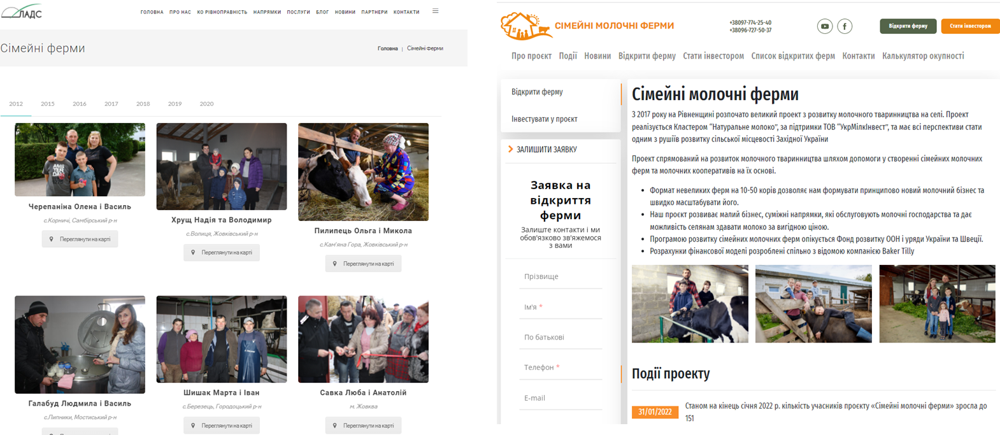 ЛАДС
ГОЛОВНА ПРО НАС КО РІВНОПРАВНІСТЬ НАПРЯМКИ ПОСЛУГИ БЛОГ НОВИНИ ПАРТНЕРИ КОНТАКТИ
Сімейні ферми
Головна | Сімейні ферми
2012 2015 2016 2017 2018 2019 2020
Черепаніна Олена і Василь
с.Корничі, Самбірський р-н
Переглянути на карті
Хрущ Надія та Володимир
с.Волиця, Жовківський р-н
Переглянути на карті
Пилипець Ольга і Микола
с.Кам'яна Гора, Жовківський р-н
Переглянути на карті
Галабуд Людмила і Василь
с.Липники, Мостиський р-н
Переглянути на карті
Шишак Марта і Іван
с.Березець, Городоцький р-н
Переглянути на карті
Савка Люба і Анатолій
м. Жовква
Переглянути на карті
СІМЕЙНІ МОЛОЧНІ ФЕРМИ
+38097-774-25-40
+38096-727-50-37
Відкрити ферму
Стати інвестором
Про проєкт Події Новини Відкрити ферму Стати інвестором Список відкритих ферм Контакти Калькулятор окупності
Відкрити ферму
Інвестувати у проєкт
ЗАЛИШИТИ ЗАЯВКУ
Заявка на
відкриття
ферми
Залиште контакти і ми
обов'язково зв'яжемося
з вами
Прізвище
Ім'я *
По батькові
Телефон *
E-mail
Сімейні молочні ферми
З 2017 року на Рівненщині розпочато великий проект з розвитку молочного тваринництва на селі. Проект
реалізується Кластером “Натуральне молоко”, за підтримки ТОВ “УкрМілкІнвест”, та має всі перспективи стати
одним з рушіїв розвитку сільської місцевості Західної України
Проект спрямований на розвиток молочного тваринництва шляхом допомоги у створенні сімейних молочних
ферм та молочних кооперативів на їх основі.
• Формат невеликих ферм на 10-50 корів дозволяє нам формувати принципово новий молочний бізнес та
швидко масштабувати його.
• Наш проєкт розвиває малий бізнес, суміжні напрямки, які обслуговують молочні господарства та дає
можливість селянам здавати молоко за вигідною ціною.
• Програмою розвитку сімейних молочних ферм опікується Фонд розвитку ООН і уряди України та Швеції.
• Розрахунки фінансової моделі розроблені спільно з відомою компанією Baker Tilly
Події проекту
31/01/2022
Станом на кінець січня 2022 р. кількість учасників проєкту «Сімейні молочні ферми» зросла до
151